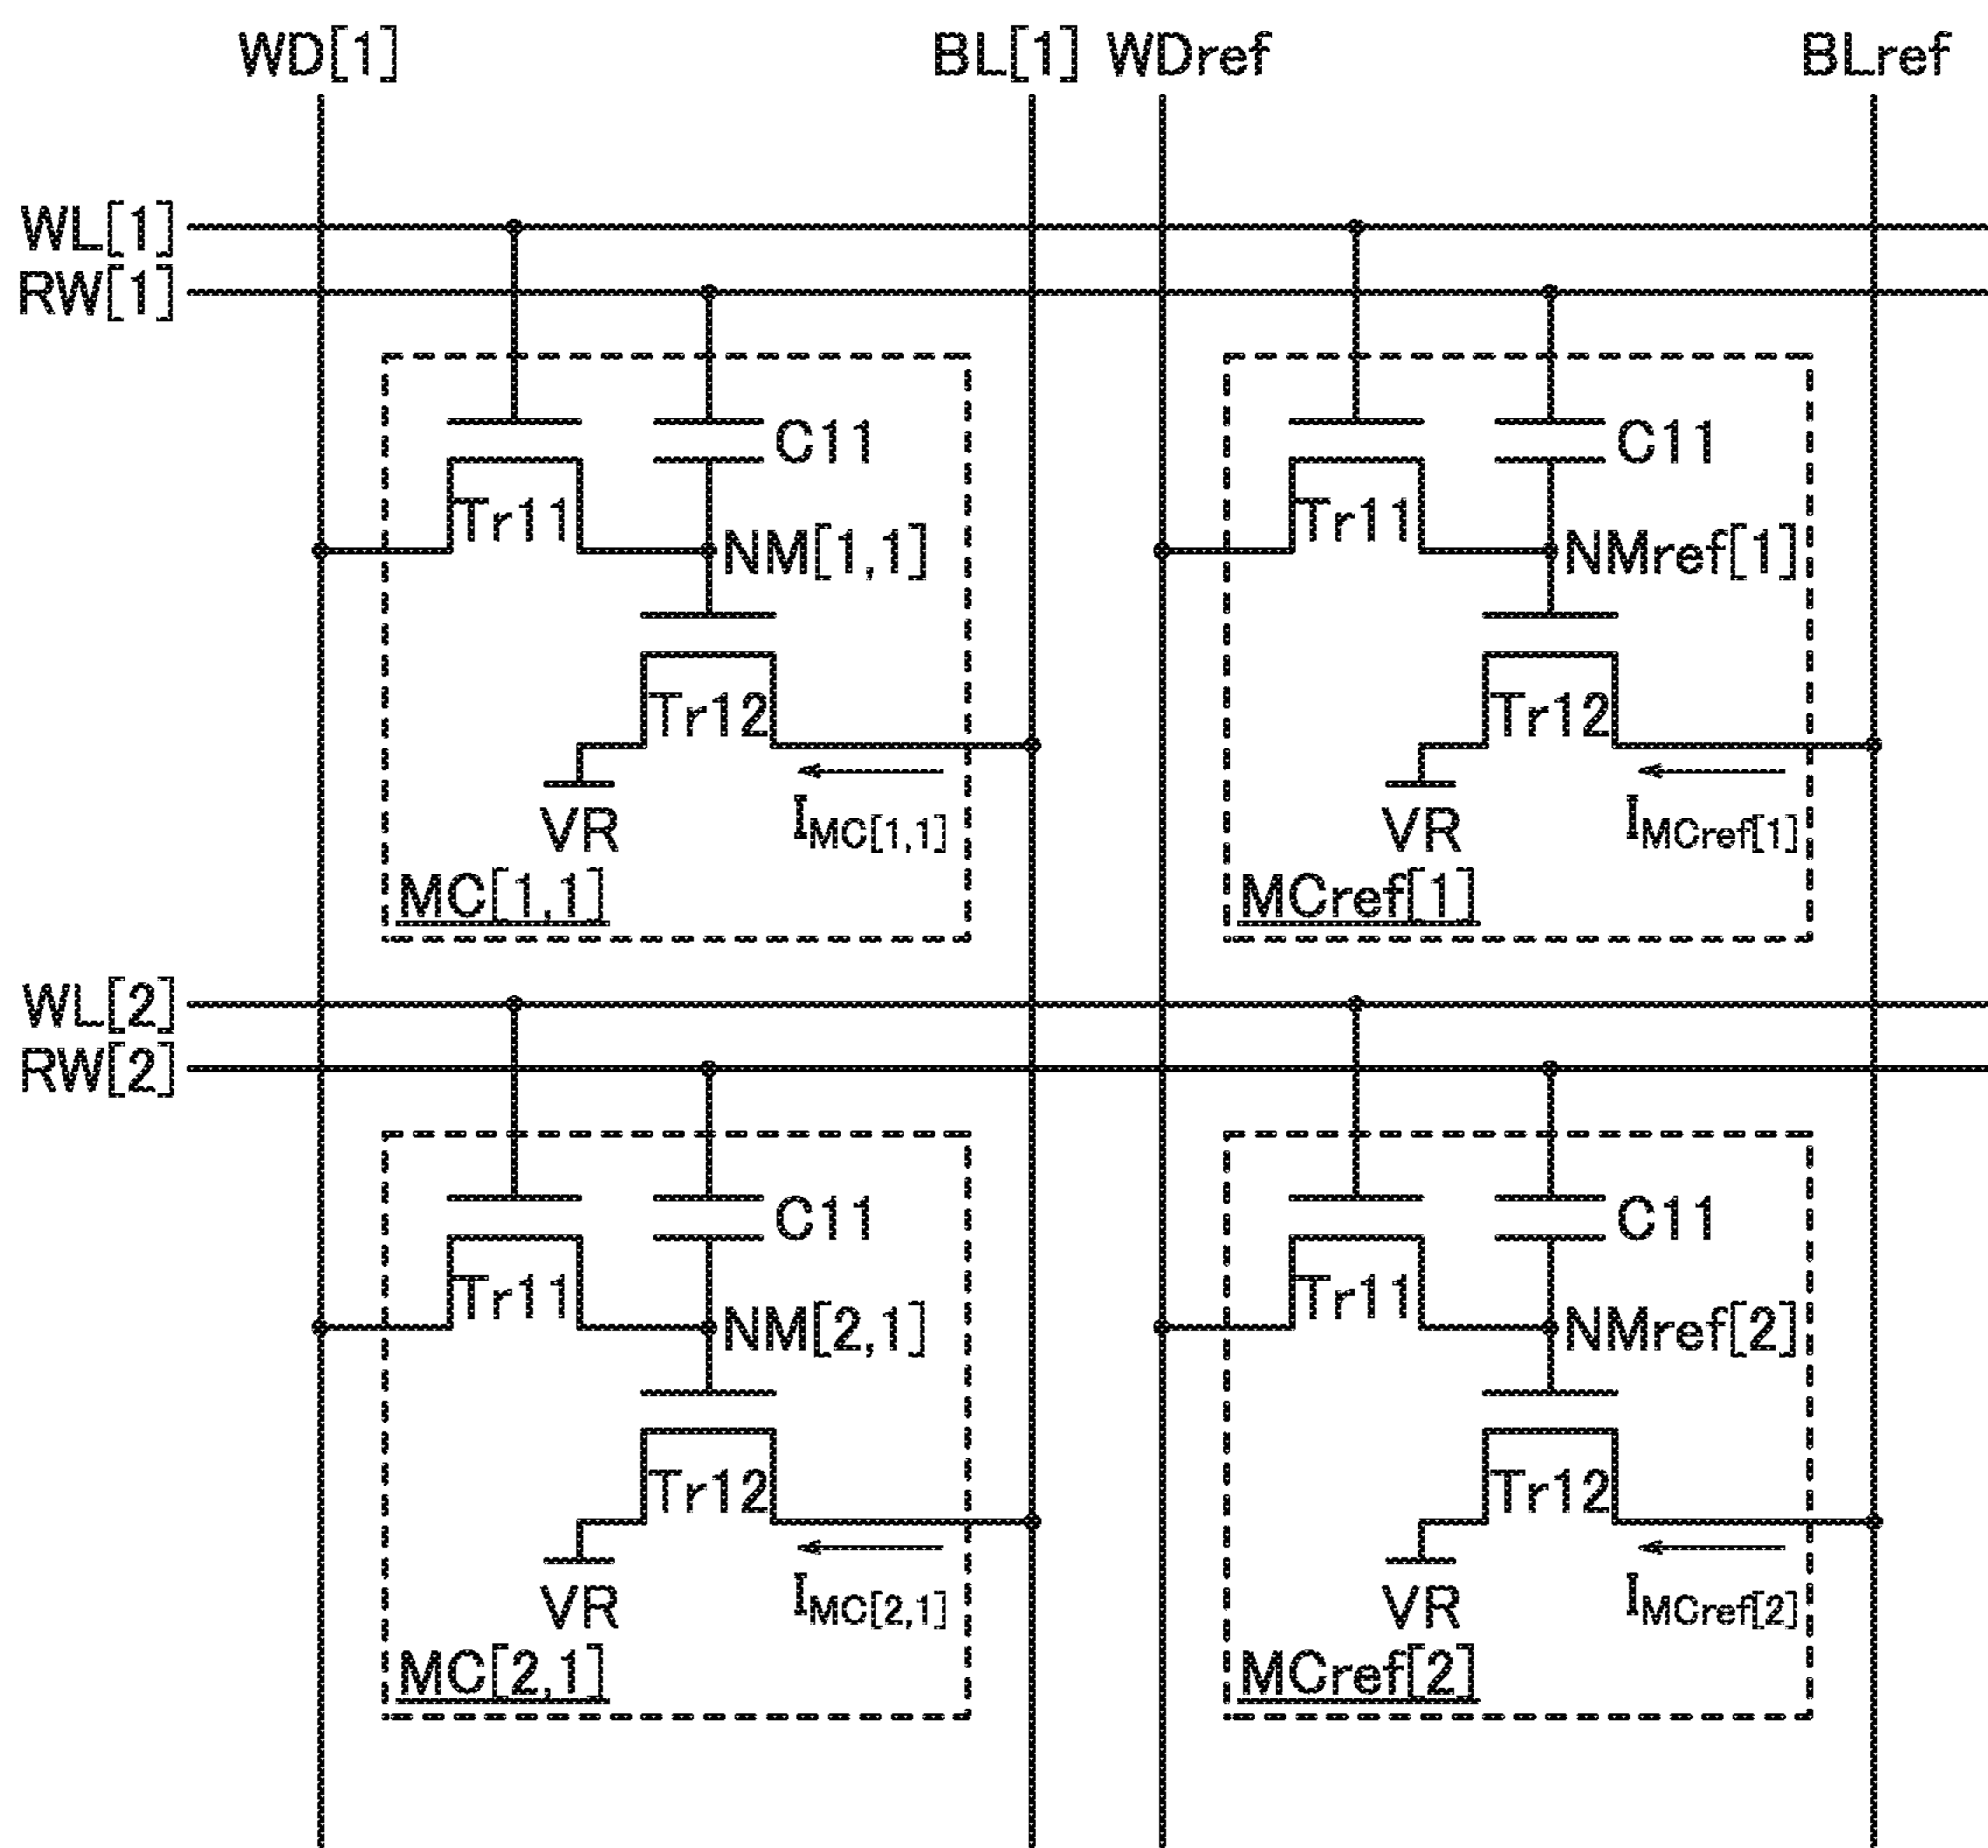 WD[1] BL[1] WDref BLref
WL[1]
RW[1]
C11 C11
Tr11 Tr11
NM[1,1] NMref[1]
Tr12 Tr12
VR IMC[1,1] VR IMCref[1]
MC[1,1] MCref[1]
WL[2]
RW[2]
C11 C11
Tr11 Tr11
NM[2,1] NMref[2]
Tr12 Tr12
VR IMC[2,1] VR IMCref[2]
MC[2,1] MCref[2]